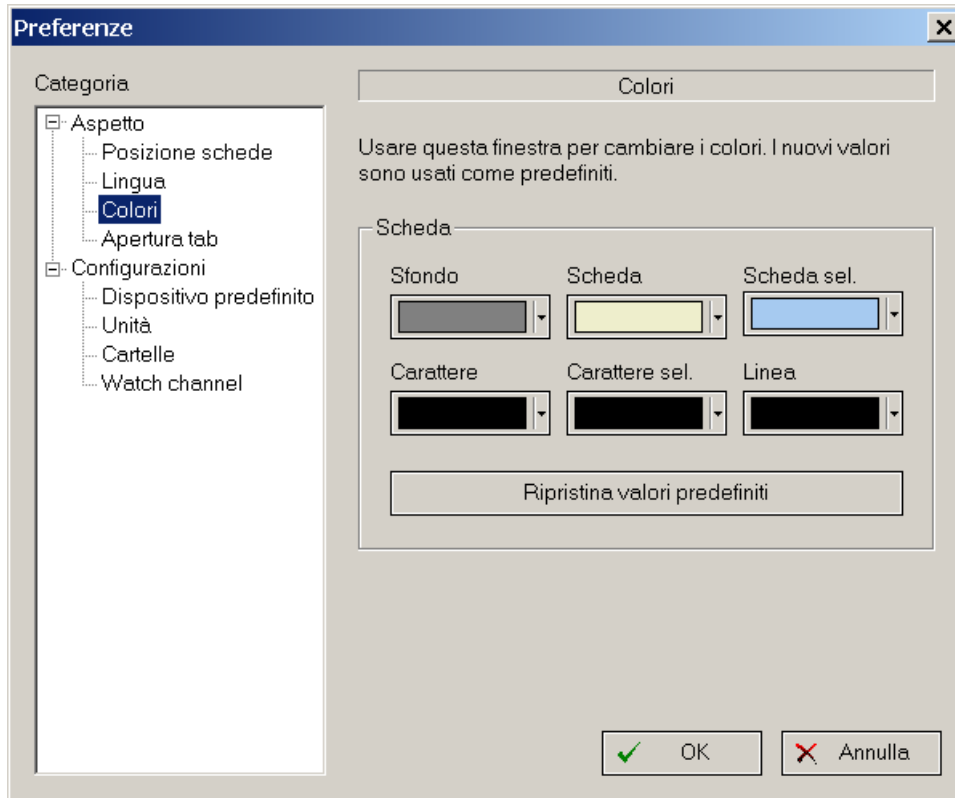 Preferenze
Categoria
Aspetto
Posizione schede
Lingua
Colori
Apertura tab
Configurazioni
Dispositivo predefinito
Unità
Cartelle
Watch channel
Colori
Usare questa finestra per cambiare i colori. I nuovi valori
sono usati come predefiniti.
Scheda
Sfondo Scheda Scheda sel.
Carattere Carattere sel. Linea
Ripristina valori predefiniti
OK Annulla